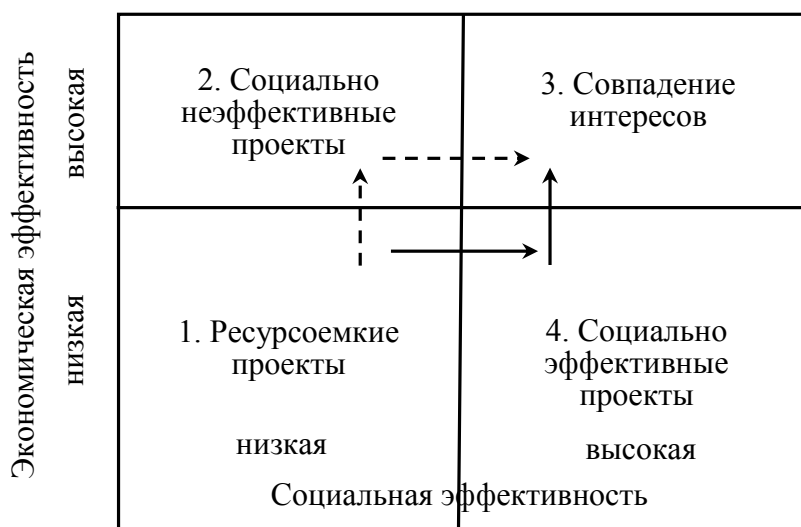 Экономическая эффективность
высокая
низкая
2. Социально
неэффективные
проекты
3. Совпадение
интересов
1. Ресурсоемкие
проекты
4. Социально
эффективные
проекты
низкая
высокая
Социальная эффективность